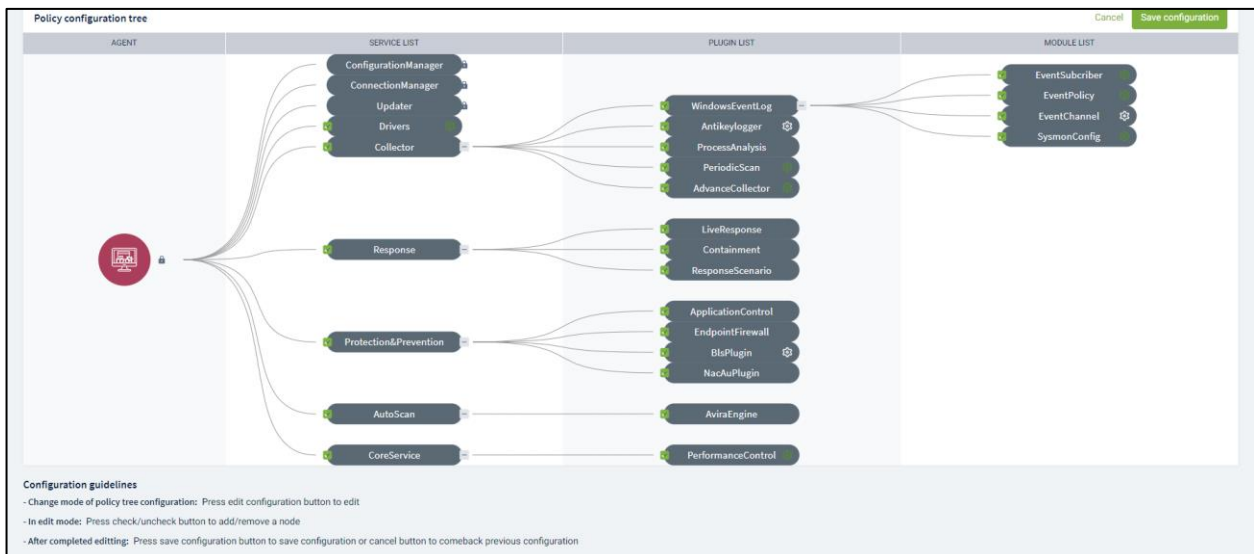 Policy configuration tree
Cancel
Save configuration
AGENT
SERVICE LIST
PLUGIN LIST
MODULE LIST
ConfigurationManager
ConnectionManager
Updater
Drivers
Collector
WindowsEventLog
Antikeylogger
ProcessAnalysis
PeriodicScan
AdvanceCollector
EventSubcriber
EventPolicy
EventChannel
SysmonConfig
Response
LiveResponse
Containment
ResponseScenario
Protection&Prevention
ApplicationControl
EndpointFirewall
BlsPlugin
NacAuPlugin
AutoScan
AviraEngine
CoreService
PerformanceControl
Configuration guidelines
- Change mode of policy tree configuration: Press edit configuration button to edit
- In edit mode: Press check/uncheck button to add/remove a node
- After completed editting: Press save configuration button to save configuration or cancel button to comeback previous configuration